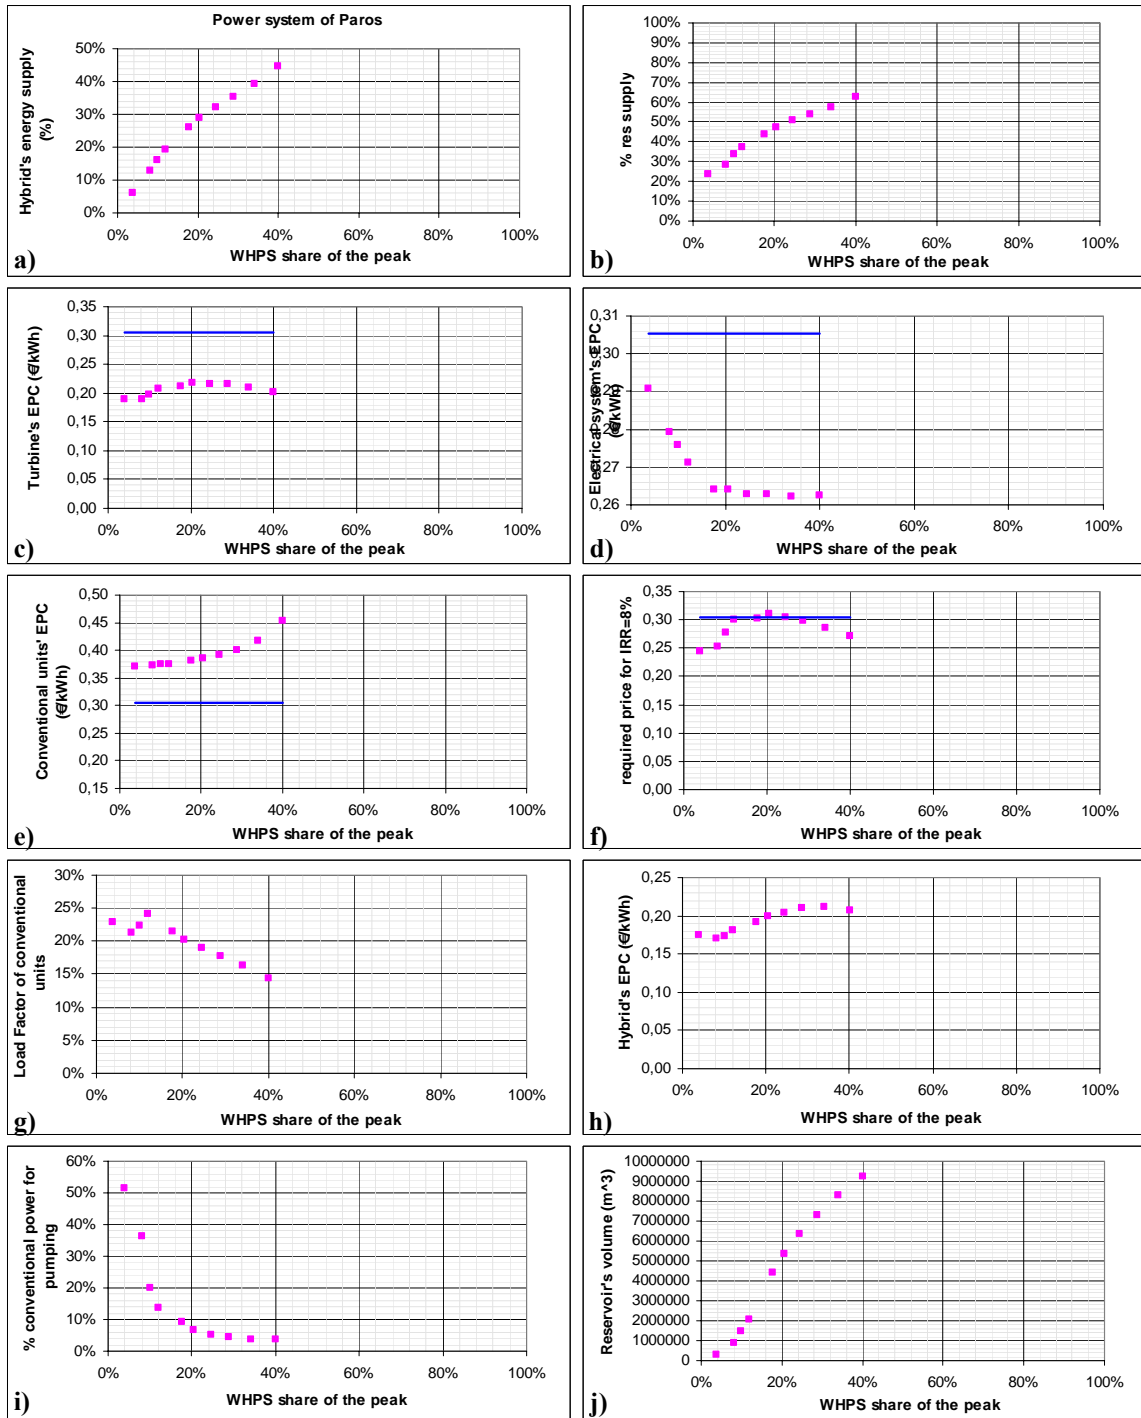 Power system of Paros
Hybrid's energy supply
(%)
50%
40%
30%
20%
10%
0%
0% 20% 40% 60% 80% 100%
WHPS share of the peak
a)
% res supply
100%
90%
80%
70%
60%
50%
40%
30%
20%
10%
0%
0% 20% 40% 60% 80% 100%
WHPS share of the peak
b)
Turbine's EPC (€/kWh)
0,35
0,30
0,25
0,20
0,15
0,10
0,05
0,00
0% 20% 40% 60% 80% 100%
WHPS share of the peak
c)
Electrical system's EPC
(€/kWh)
0,31
0,30
0,29
0,28
0,27
0,26
0% 20% 40% 60% 80% 100%
WHPS share of the peak
d)
Conventional units' EPC
(€/kWh)
0,50
0,45
0,40
0,35
0,30
0,25
0,20
0,15
0% 20% 40% 60% 80% 100%
WHPS share of the peak
e)
required price for IRR=8%
0,35
0,30
0,25
0,20
0,15
0,10
0,05
0,00
0% 20% 40% 60% 80% 100%
WHPS share of the peak
f)
Load Factor of conventional
units
30%
25%
20%
15%
10%
5%
0%
0% 20% 40% 60% 80% 100%
WHPS share of the peak
g)
Hybrid's EPC (€/kWh)
0,25
0,20
0,15
0,10
0,05
0,00
0% 20% 40% 60% 80% 100%
WHPS share of the peak
h)
% conventional power for
pumping
60%
50%
40%
30%
20%
10%
0%
0% 20% 40% 60% 80% 100%
WHPS share of the peak
i)
Reservoir's volume (m^3)
10000000
9000000
8000000
7000000
6000000
5000000
4000000
3000000
2000000
1000000
0
0% 20% 40% 60% 80% 100%
WHPS share of the peak
j)